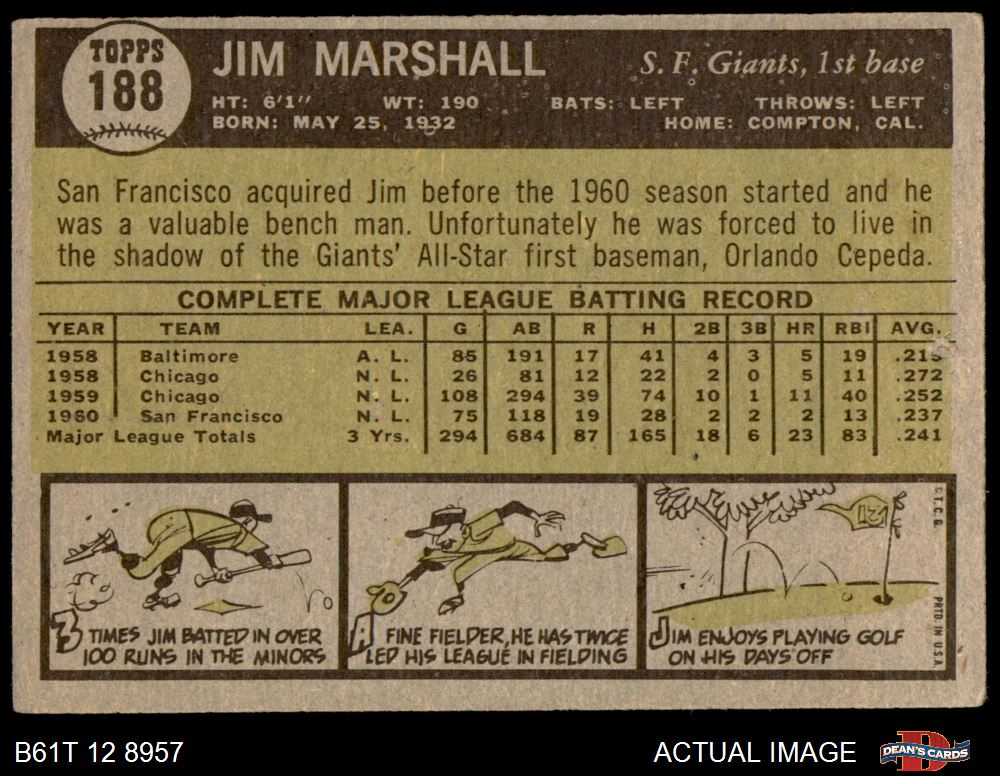 TOPPS
188
JIM MARSHALL
S. F. Giants, 1st base
HT: 6'1" WT: 190 BATS: LEFT THROWS: LEFT
BORN: MAY 25, 1932 HOME: COMPTON, CAL.
San Francisco acquired Jim before the 1960 season started and he
was a valuable bench man. Unfortunately he was forced to live in
the shadow of the Giants' All-Star first baseman, Orlando Cepeda.
COMPLETE MAJOR LEAGUE BATTING RECORD
YEAR TEAM LEA. G AB R H 2B 3B HR RBI AVG.
1958 Baltimore A. L. 85 191 17 41 4 3 5 19 .215
1958 Chicago N. L. 26 81 12 22 2 0 5 11 .272
1959 Chicago N. L. 108 294 39 74 10 1 11 40 .252
1960 San Francisco N. L. 75 118 19 28 2 2 2 13 .237
Major League Totals 3 Yrs. 294 684 87 165 18 6 23 83 .241
3 TIMES JIM BATTED IN OVER
100 RUNS IN THE MINORS
A FINE FIELDER, HE HAS TWICE
LED HIS LEAGUE IN FIELDING
121
JIM ENJOYS PLAYING GOLF
ON HIS DAYS OFF
©T.C.G.
PRTD. IN U.S.A.
B61T 12 8957
ACTUAL IMAGE
DEAN'S CARDS